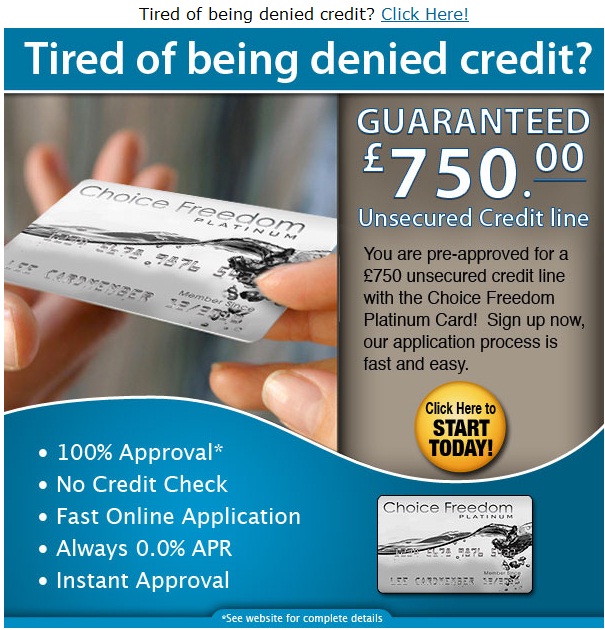 Tired of being denied credit? Click Here!
Tired of being denied credit?
GUARANTEED
£750.00
Unsecured Credit line
You are pre-approved for a
£750 unsecured credit line
with the Choice Freedom
Platinum Card! Sign up now,
our application process is
fast and easy.
Choice Freedom
PLATINUM
Member Since
LEE CARDMEMBER
Click Here to
START
TODAY!
• 100% Approval*
• No Credit Check
• Fast Online Application
• Always 0.0% APR
• Instant Approval
Choice Freedom
PLATINUM
Member Since
LEE CARDMEMBER
*See website for complete details